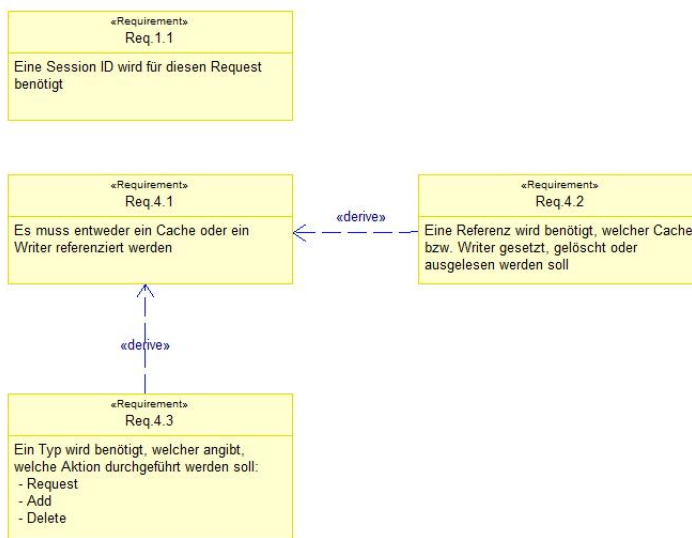 «Requirement»
Req.1.1
Eine Session ID wird für diesen Request
benötigt
«Requirement»
Req.4.1
Es muss entweder ein Cache oder ein
Writer referenziert werden
«derive»
«Requirement»
Req.4.2
Eine Referenz wird benötigt, welcher Cache
bzw. Writer gesetzt, gelöscht oder
ausgelesen werden soll
«derive»
«Requirement»
Req.4.3
Ein Typ wird benötigt, welcher angibt,
welche Aktion durchgeführt werden soll:
- Request
- Add
- Delete